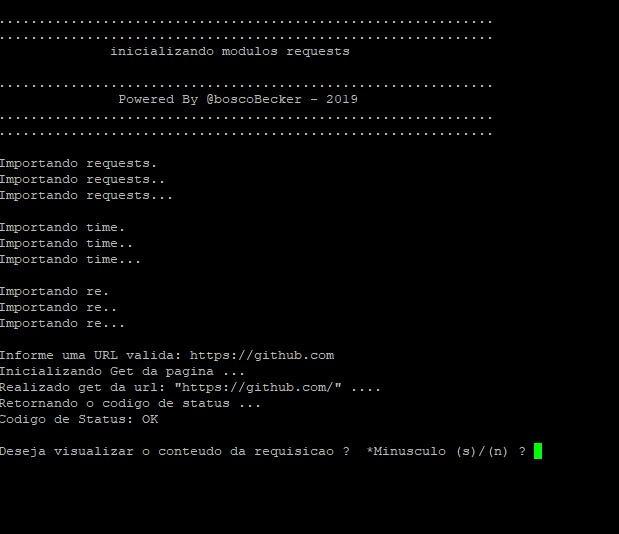 ..............................................................
..............................................................
inicializando modulos requests
..............................................................
Powered By @boscoBecker - 2019
..............................................................
..............................................................
Importando requests.
Importando requests..
Importando requests...
Importando time.
Importando time..
Importando time...
Importando re.
Importando re..
Importando re...
Informe uma URL valida: https://github.com
Inicializando Get da pagina ...
Realizado get da url: "https://github.com/" ....
Retornando o codigo de status ...
Codigo de Status: OK
Deseja visualizar o conteudo da requisicao ?  *Minusculo (s)/(n) ?